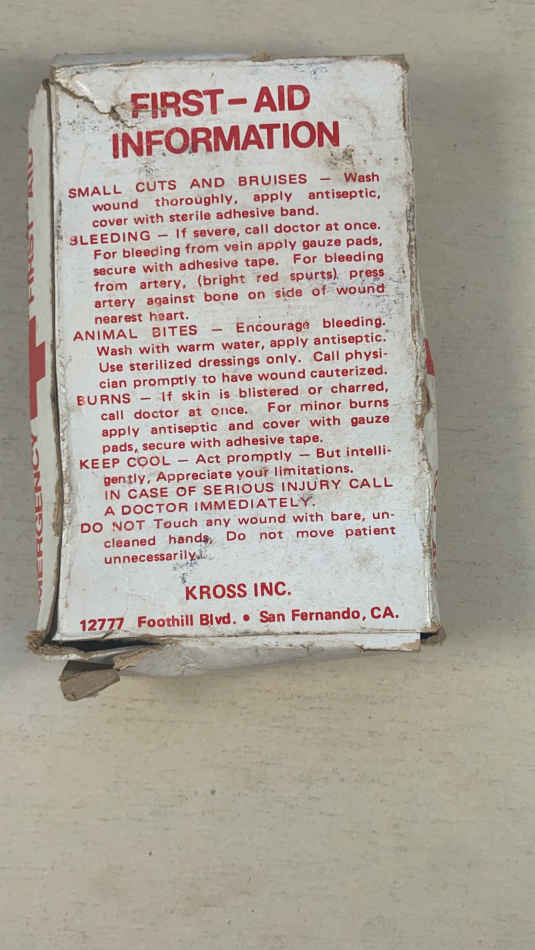 FIRST-AID
INFORMATION
SMALL CUTS AND BRUISES — Wash
wound thoroughly, apply antiseptic,
cover with sterile adhesive band.
BLEEDING — If severe, call doctor at once.
For bleeding from vein apply gauze pads,
secure with adhesive tape. For bleeding
from artery, (bright red spurts) press
artery against bone on side of wound
nearest heart.
ANIMAL BITES — Encourage bleeding.
Wash with warm water, apply antiseptic.
Use sterilized dressings only. Call physi-
cian promptly to have wound cauterized.
BURNS — If skin is blistered or charred,
call doctor at once. For minor burns
apply antiseptic and cover with gauze
pads, secure with adhesive tape.
KEEP COOL — Act promptly — But intelli-
gently, Appreciate your limitations.
IN CASE OF SERIOUS INJURY CALL
A DOCTOR IMMEDIATELY.
DO NOT Touch any wound with bare, un-
cleaned hands, Do not move patient
unnecessarily.
KROSS INC.
12777 Foothill Blvd. • San Fernando, CA.
MERGENCY FIRST AID